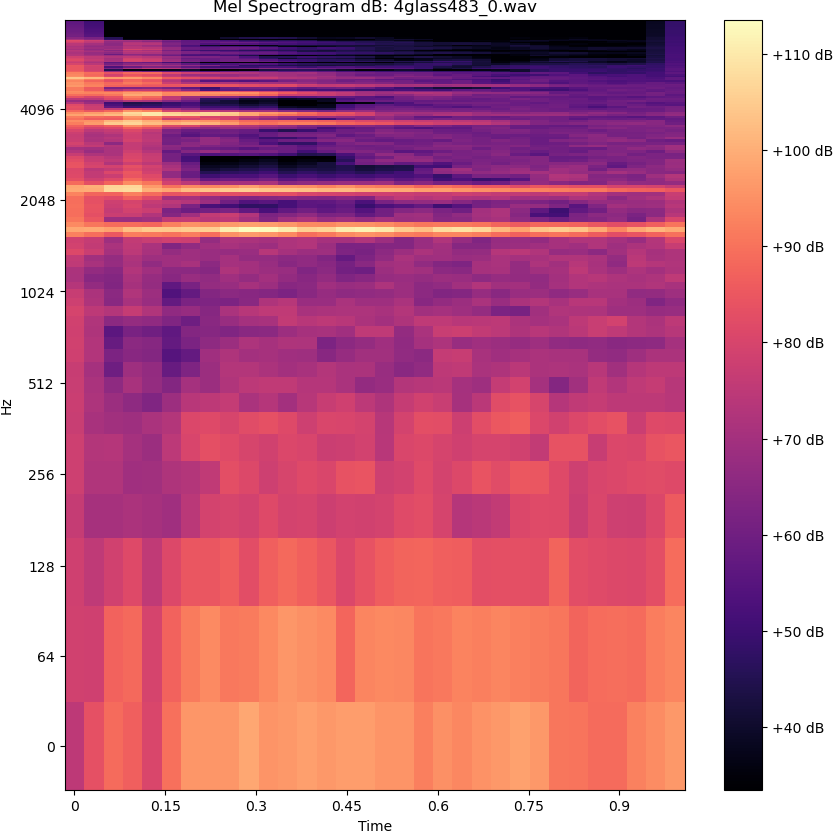 Mel Spectrogram dB: 4glass483_0.wav
+110 dB
4096
+100 dB
2048
+90 dB
1024
+80 dB
512
Hz
+70 dB
256
+60 dB
128
+50 dB
64
+40 dB
0
0 0.15 0.3 0.45 0.6 0.75 0.9
Time